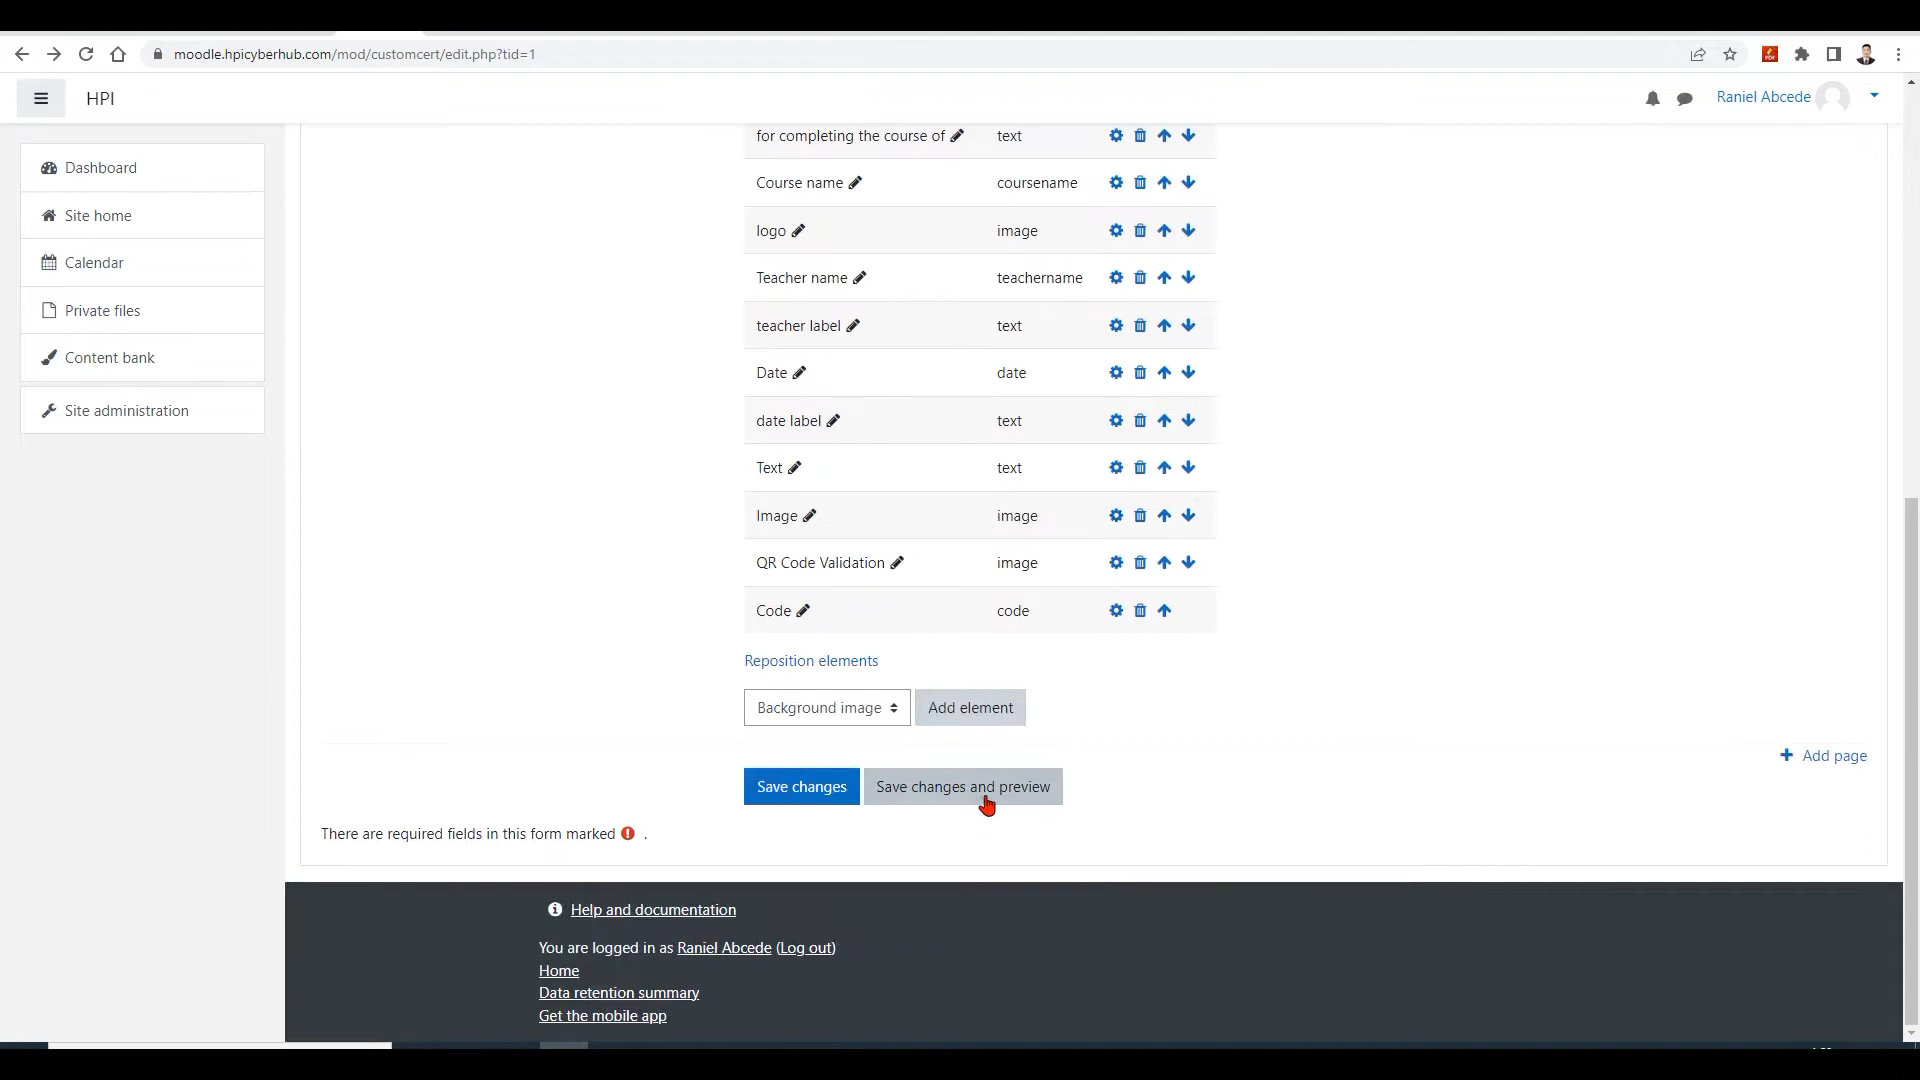 moodle.hpicyberhub.com/mod/customcert/edit.php?tid=1
PDF
HPI
Raniel Abcede
Dashboard
Site home
Calendar
Private files
Content bank
Site administration
for completing the course of text
Course name coursename
logo image
Teacher name teachername
teacher label text
Date date
date label text
Text text
Image image
QR Code Validation image
Code code
Reposition elements
Background image Add element
+ Add page
Save changes Save changes and preview
There are required fields in this form marked .
Help and documentation
You are logged in as Raniel Abcede (Log out)
Home
Data retention summary
Get the mobile app